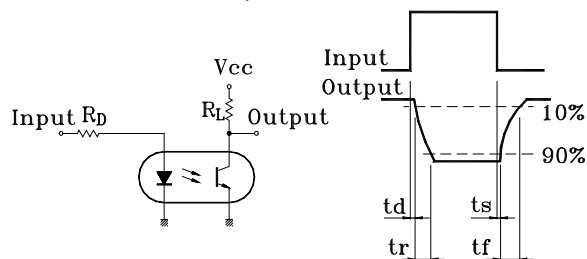 Vcc
Input RD RL Output
Input
Output
10%
90%
td ts
tr tf